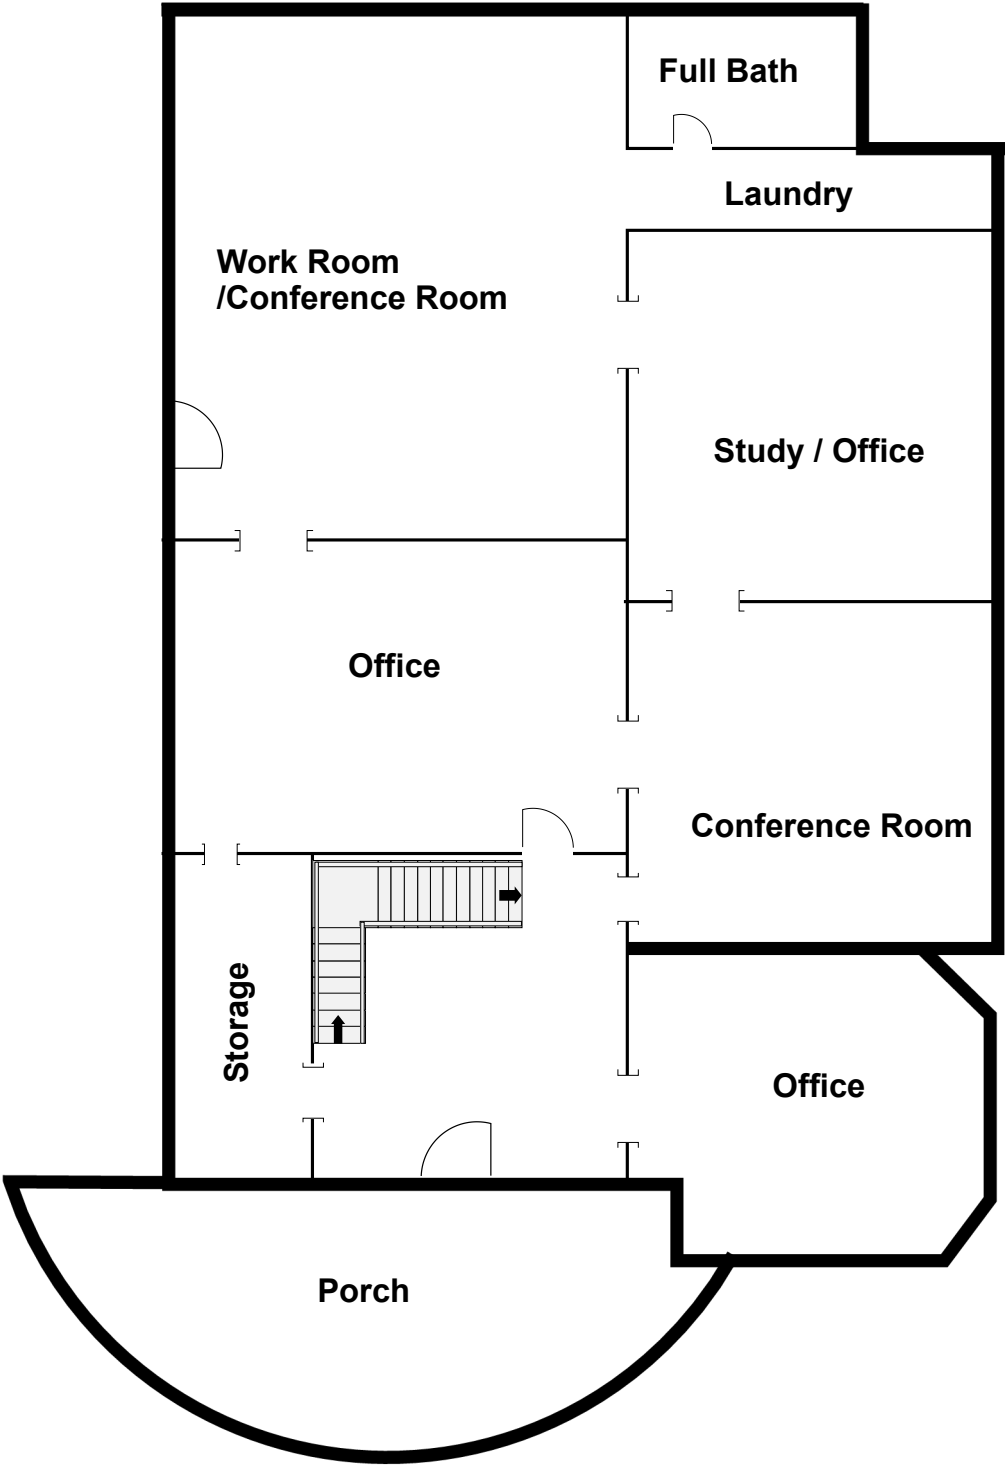 Full Bath
Laundry
Work Room
/Conference Room
Study / Office
Office
Conference Room
Storage
Office
Porch